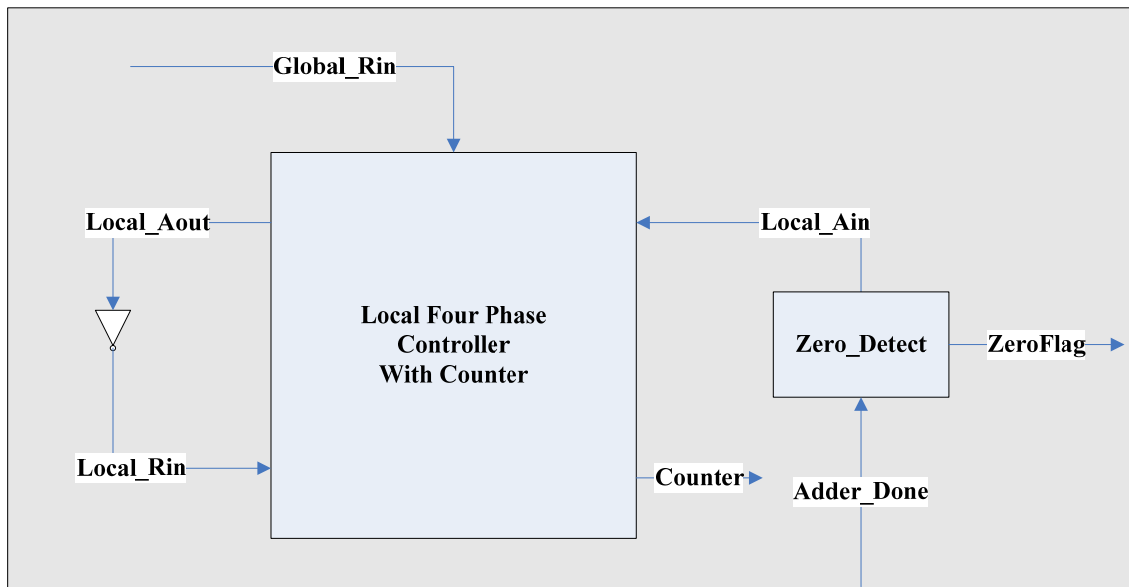 Global_Rin
Local_Aout
Local_Ain
Local Four Phase
Controller
With Counter
Zero_Detect
ZeroFlag
Local_Rin
Counter
Adder_Done